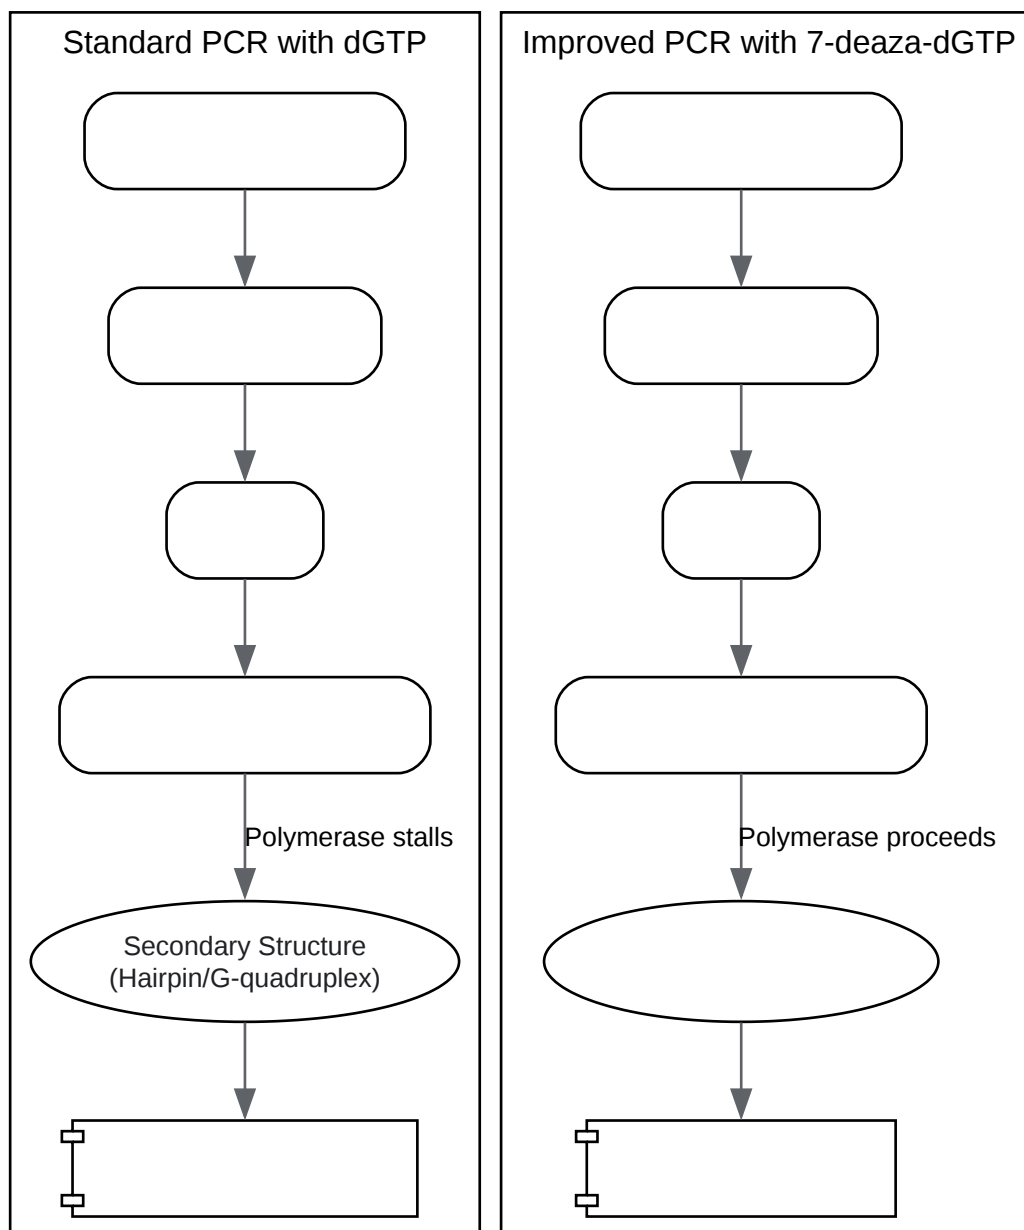 Standard PCR with dGTP
Polymerase stalls
Secondary Structure
(Hairpin/G-quadruplex)
Improved PCR with 7-deaza-dGTP
Polymerase proceeds